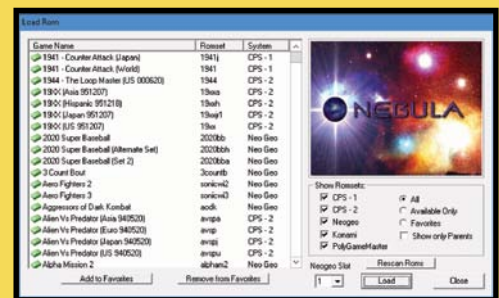 Load Rom
Game Name Romset System
1941 - Counter Attack (Japan) 1941j CPS - 1
1941 - Counter Attack (World) 1941 CPS - 1
1944 - The Loop Master (US 000620) 1944 CPS - 2
19XX (Asia 951207) 19xxa CPS - 2
19XX (Hispanic 951218) 19xxh CPS - 2
19XX (Japan 951207) 19xxj1 CPS - 2
19XX (US 951207) 19xx CPS - 2
2020 Super Baseball 2020bb Neo Geo
2020 Super Baseball (Alternate Set) 2020bbh Neo Geo
2020 Super Baseball (Set 2) 2020bba Neo Geo
3 Count Bout 3countb Neo Geo
Aero Fighters 2 sonicwi2 Neo Geo
Aero Fighters 3 sonicwi3 Neo Geo
Aggressors of Dark Kombat aodk Neo Geo
Alien Vs Predator (Asia 940520) avspa CPS - 2
Alien Vs Predator (Euro 940520) avsp CPS - 2
Alien Vs Predator (Japan 940520) avspj CPS - 2
Alien Vs Predator (US 940520) avspu CPS - 2
Alpha Mission 2 alpham2 Neo Geo
Add to Favorites Remove from Favorites
NEBULA
Show Romsets:
CPS - 1
CPS - 2
Neogeo
Konami
PolyGameMaster
All
Available Only
Favorites
Show only Parents
Neogeo Slot
1
Rescan Roms
Load
Close